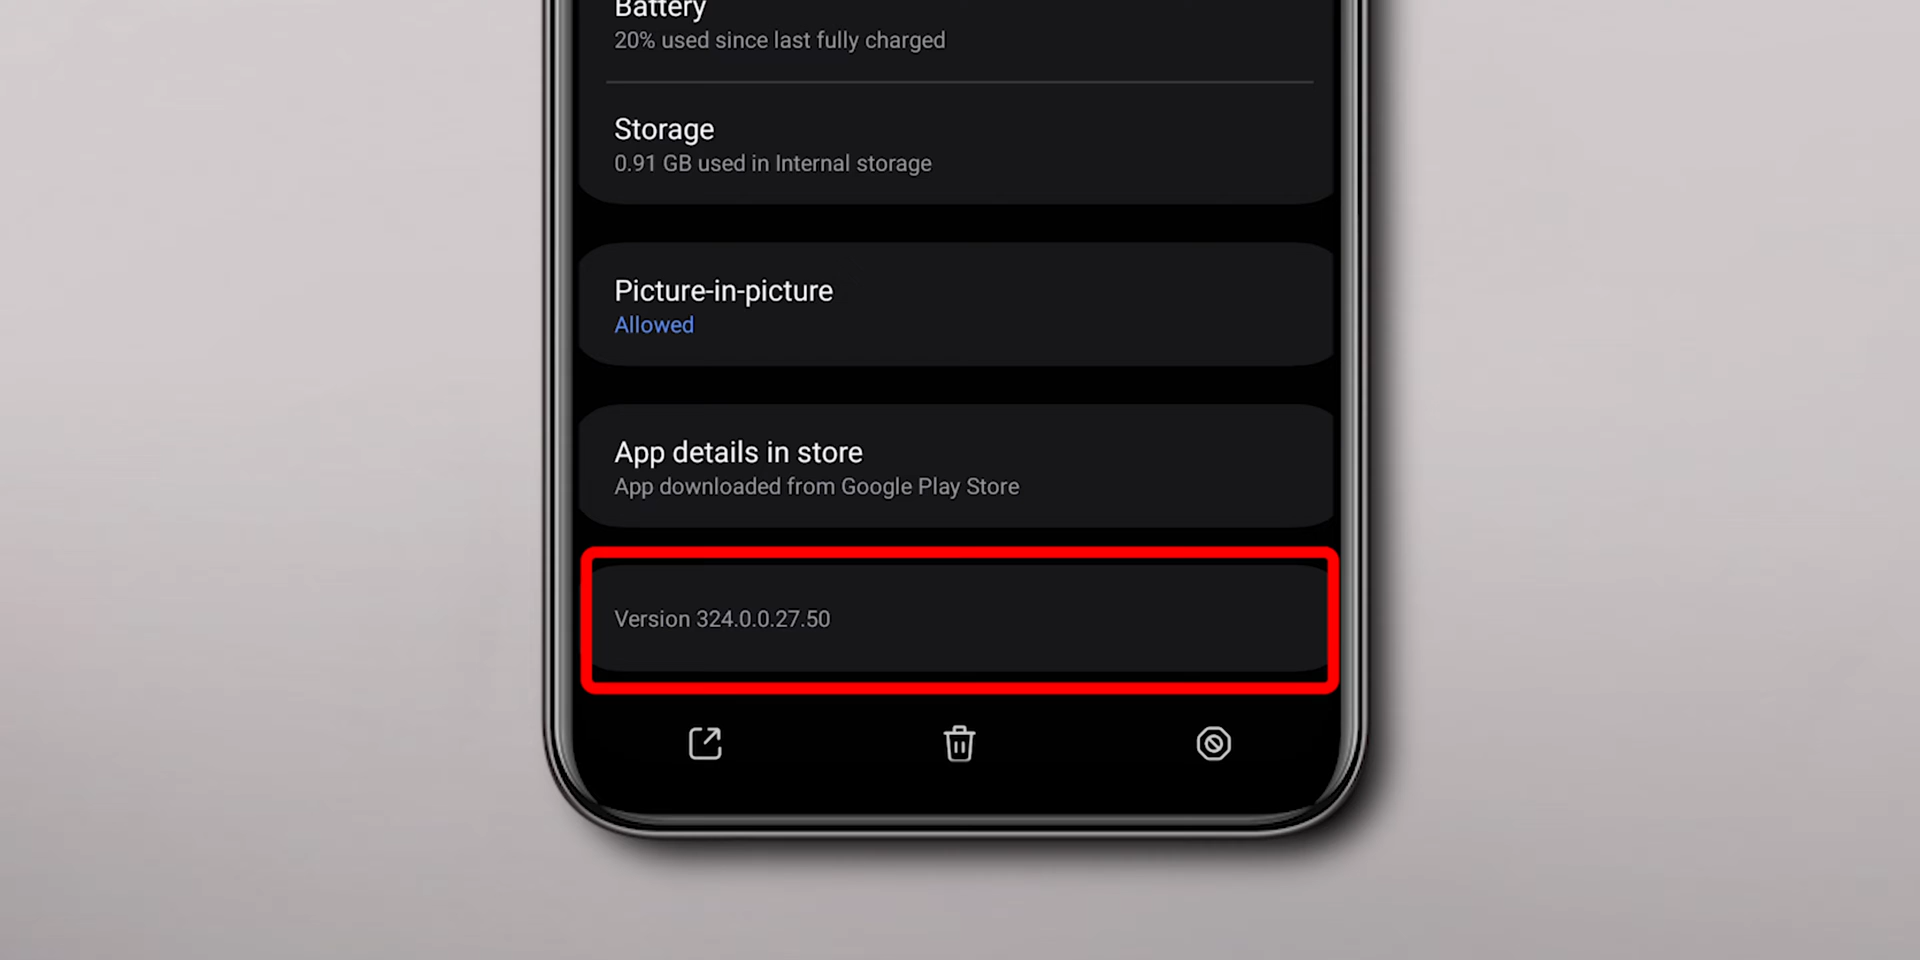 Battery
20% used since last fully charged
Storage
0.91 GB used in Internal storage
Picture-in-picture
Allowed
App details in store
App downloaded from Google Play Store
Version 324.0.0.27.50